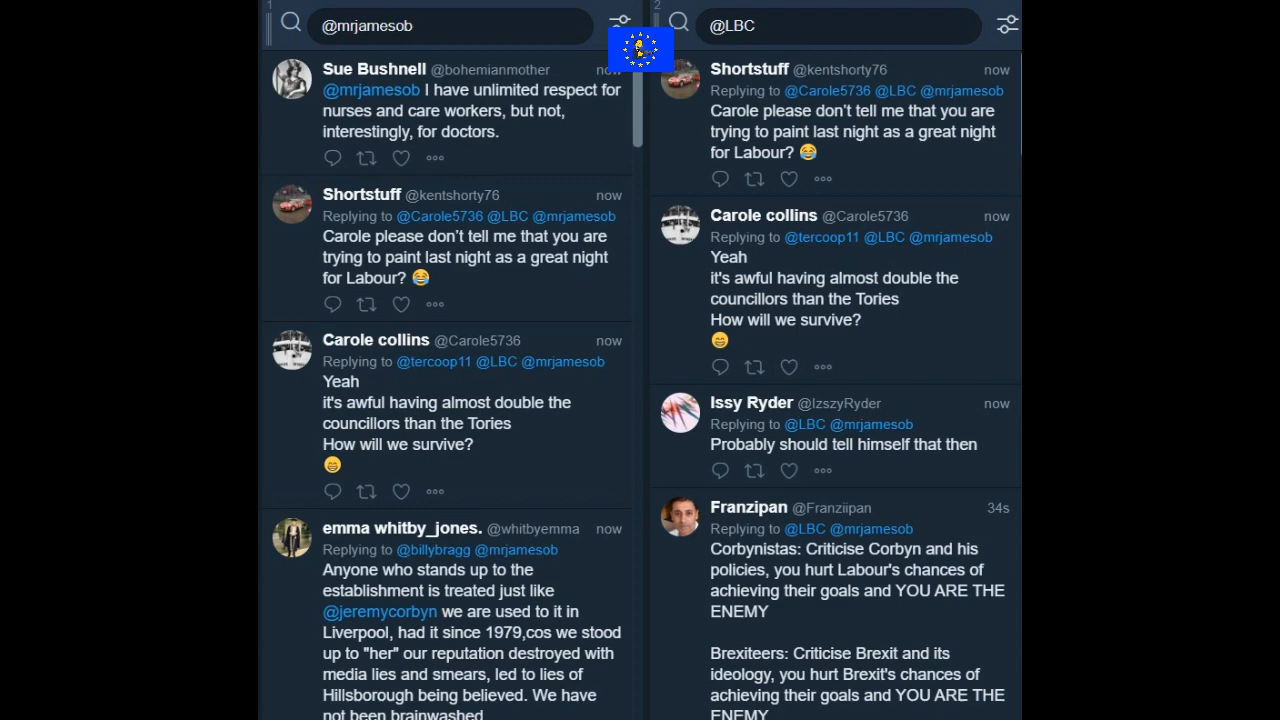 1
@mrjamesob
Sue Bushnell @bohemianmother now
@mrjamesob I have unlimited respect for
nurses and care workers, but not,
interestingly, for doctors.
Shortstuff @kentshorty76 now
Replying to @Carole5736 @LBC @mrjamesob
Carole please don't tell me that you are
trying to paint last night as a great night
for Labour? 😂
Carole collins @Carole5736 now
Replying to @tercoop11 @LBC @mrjamesob
Yeah
it's awful having almost double the
councillors than the Tories
How will we survive?
😁
emma whitby_jones. @whitbyemma now
Replying to @billybragg @mrjamesob
Anyone who stands up to the
establishment is treated just like
@jeremycorbyn we are used to it in
Liverpool, had it since 1979,cos we stood
up to "her" our reputation destroyed with
media lies and smears, led to lies of
Hillsborough being believed. We have
not been brainwashed
2
@LBC
Shortstuff @kentshorty76 now
Replying to @Carole5736 @LBC @mrjamesob
Carole please don't tell me that you are
trying to paint last night as a great night
for Labour? 😂
Carole collins @Carole5736 now
Replying to @tercoop11 @LBC @mrjamesob
Yeah
it's awful having almost double the
councillors than the Tories
How will we survive?
😁
Issy Ryder @IzszyRyder now
Replying to @LBC @mrjamesob
Probably should tell himself that then
Franzipan @Franziipan 34s
Replying to @LBC @mrjamesob
Corbynistas: Criticise Corbyn and his
policies, you hurt Labour's chances of
achieving their goals and YOU ARE THE
ENEMY
Brexiteers: Criticise Brexit and its
ideology, you hurt Brexit's chances of
achieving their goals and YOU ARE THE
ENEMY